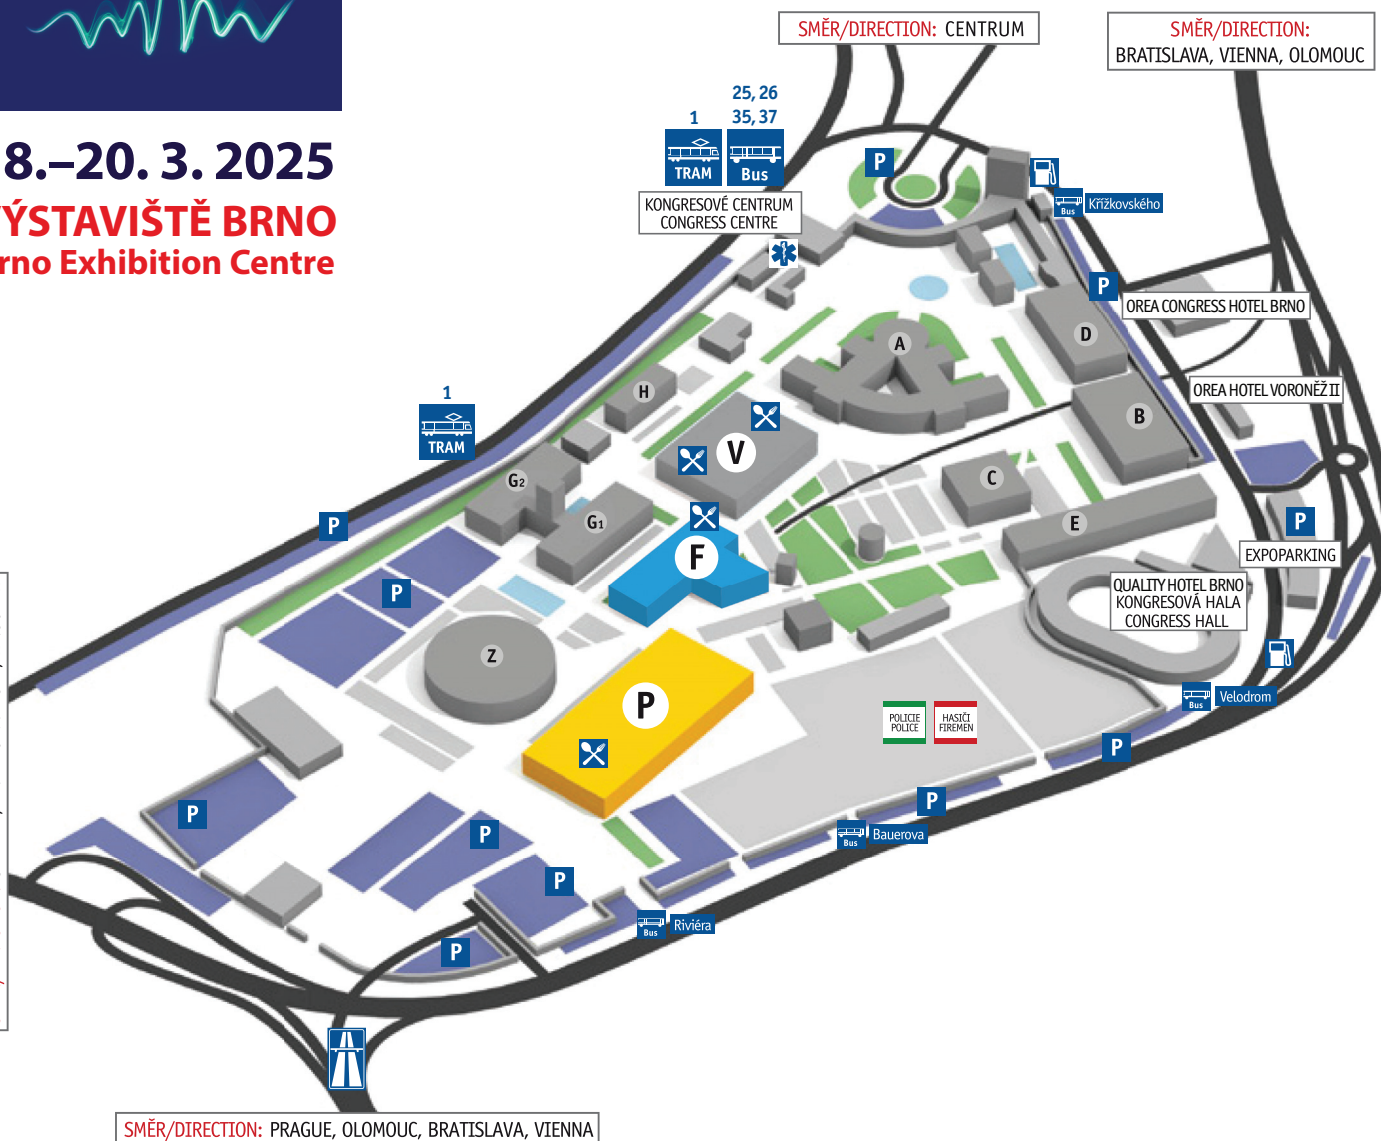 SMĚR/DIRECTION: CENTRUM
SMĚR/DIRECTION:
BRATISLAVA, VIENNA, OLOMOUC
8.–20. 3. 2025
ÝSTAVIŠTĚ BRNO
rno Exhibition Centre
25, 26
1
35, 37
TRAM
Bus
KONGRESOVÉ CENTRUM
CONGRESS CENTRE
P
Bus
Křížkovského
P
OREA CONGRESS HOTEL BRNO
D
A
OREA HOTEL VORONĚŽ II
H
1
TRAM
B
V
C
G2
G1
E
P
P
EXPOPARKING
F
P
QUALITY HOTEL BRNO
KONGRESOVÁ HALA
CONGRESS HALL
Z
P
Bus
Velodrom
POLICIE
POLICE
HASIČI
FIREMEN
P
P
P
P
Bus
Bauerova
P
Bus
Riviéra
P
SMĚR/DIRECTION: PRAGUE, OLOMOUC, BRATISLAVA, VIENNA